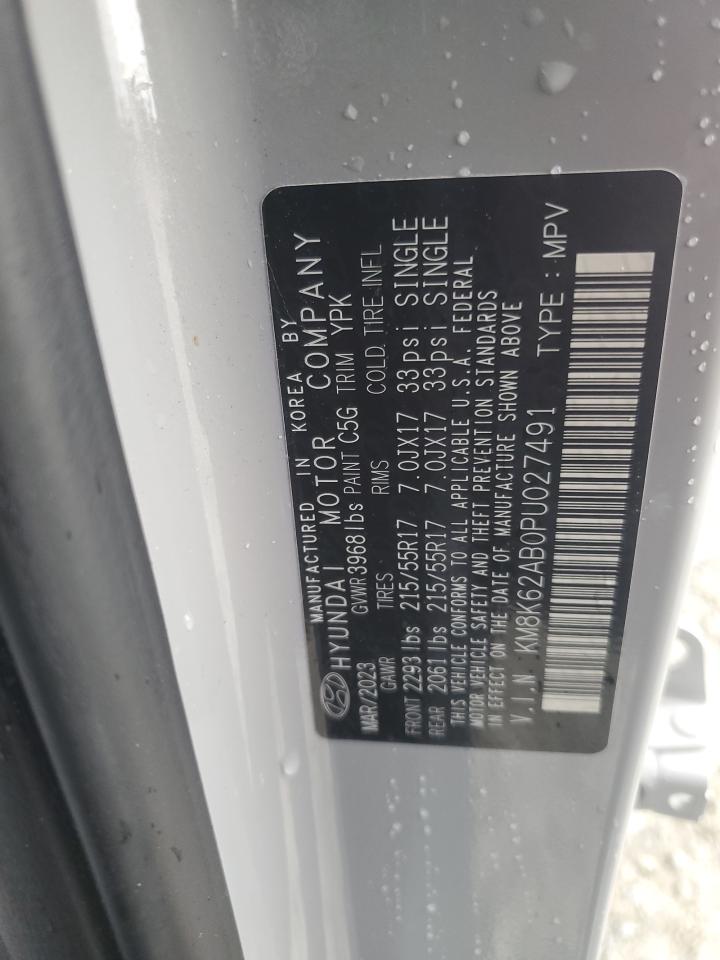 MANUFACTURED IN KOREA BY
HYUNDAI MOTOR COMPANY
MAR/2023 GVWR 3968lbs PAINT C5G TRIM YPK
GAWR TIRES RIMS COLD TIRE INFL
FRONT 2293 lbs 215/55R17 7.0JX17 33psi SINGLE
REAR 2061 lbs 215/55R17 7.0JX17 33psi SINGLE
THIS VEHICLE CONFORMS TO ALL APPLICABLE U.S.A. FEDERAL
MOTOR VEHICLE SAFETY AND THEFT PREVENTION STANDARDS
IN EFFECT ON THE DATE OF MANUFACTURE SHOWN ABOVE
V.I.N KM8K62AB0PU027491 TYPE : MPV